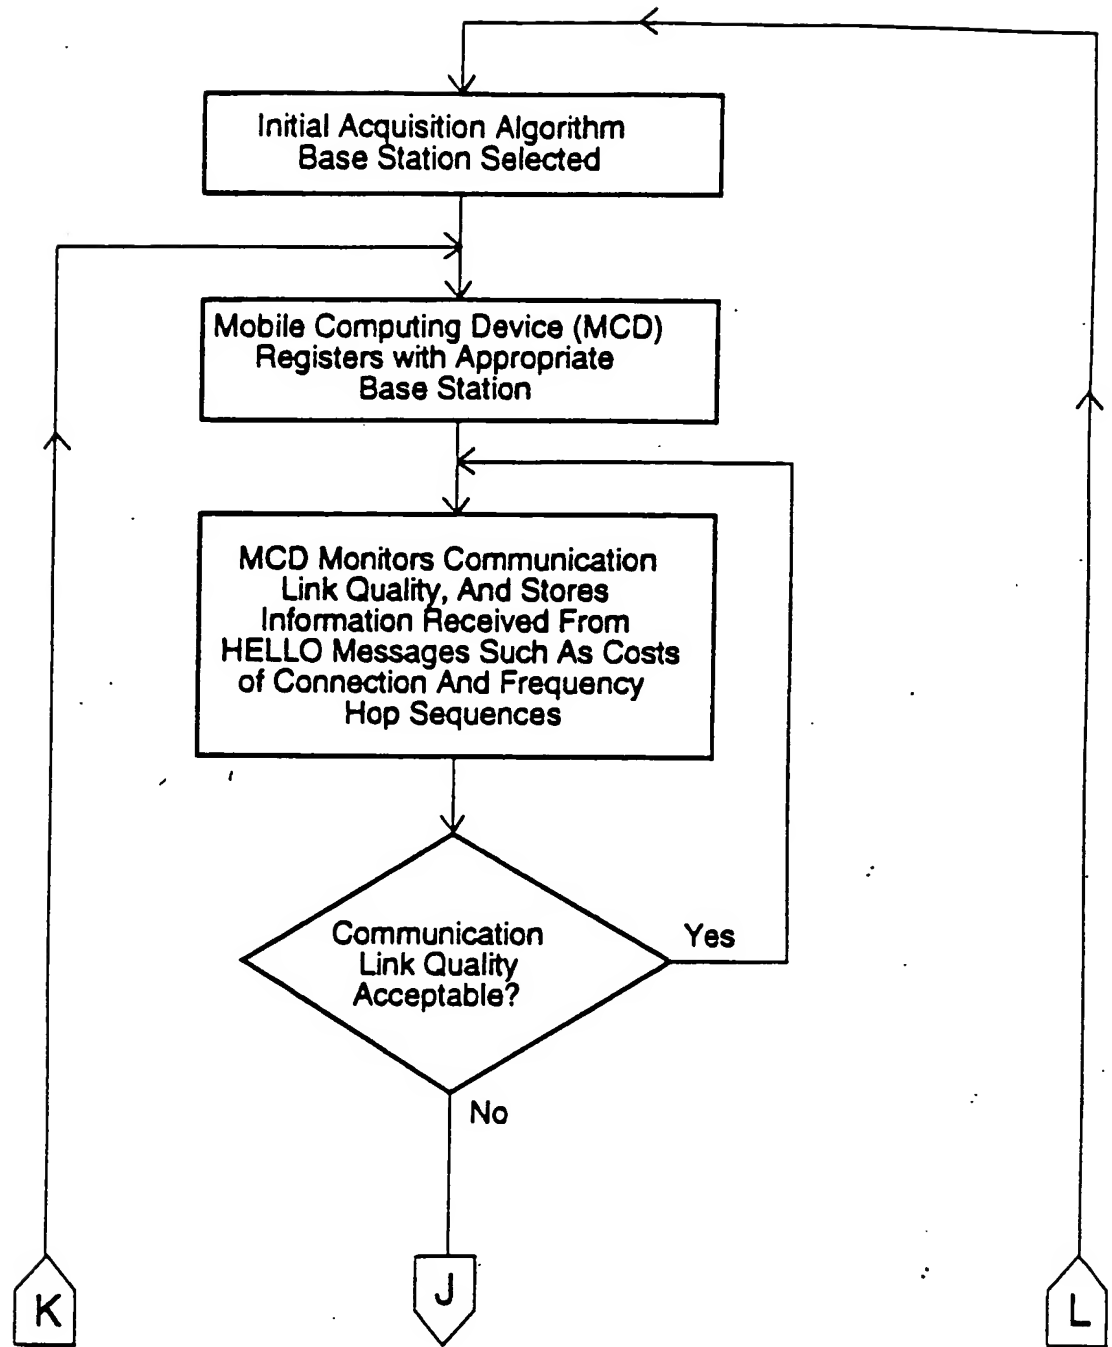 Initial Acquisition Algorithm
Base Station Selected
Mobile Computing Device (MCD)
Registers with Appropriate
Base Station
MCD Monitors Communication
Link Quality, And Stores
Information Received From
HELLO Messages Such As Costs
of Connection And Frequency
Hop Sequences
Communication
Link Quality
Acceptable?
Yes
No
K
J
L